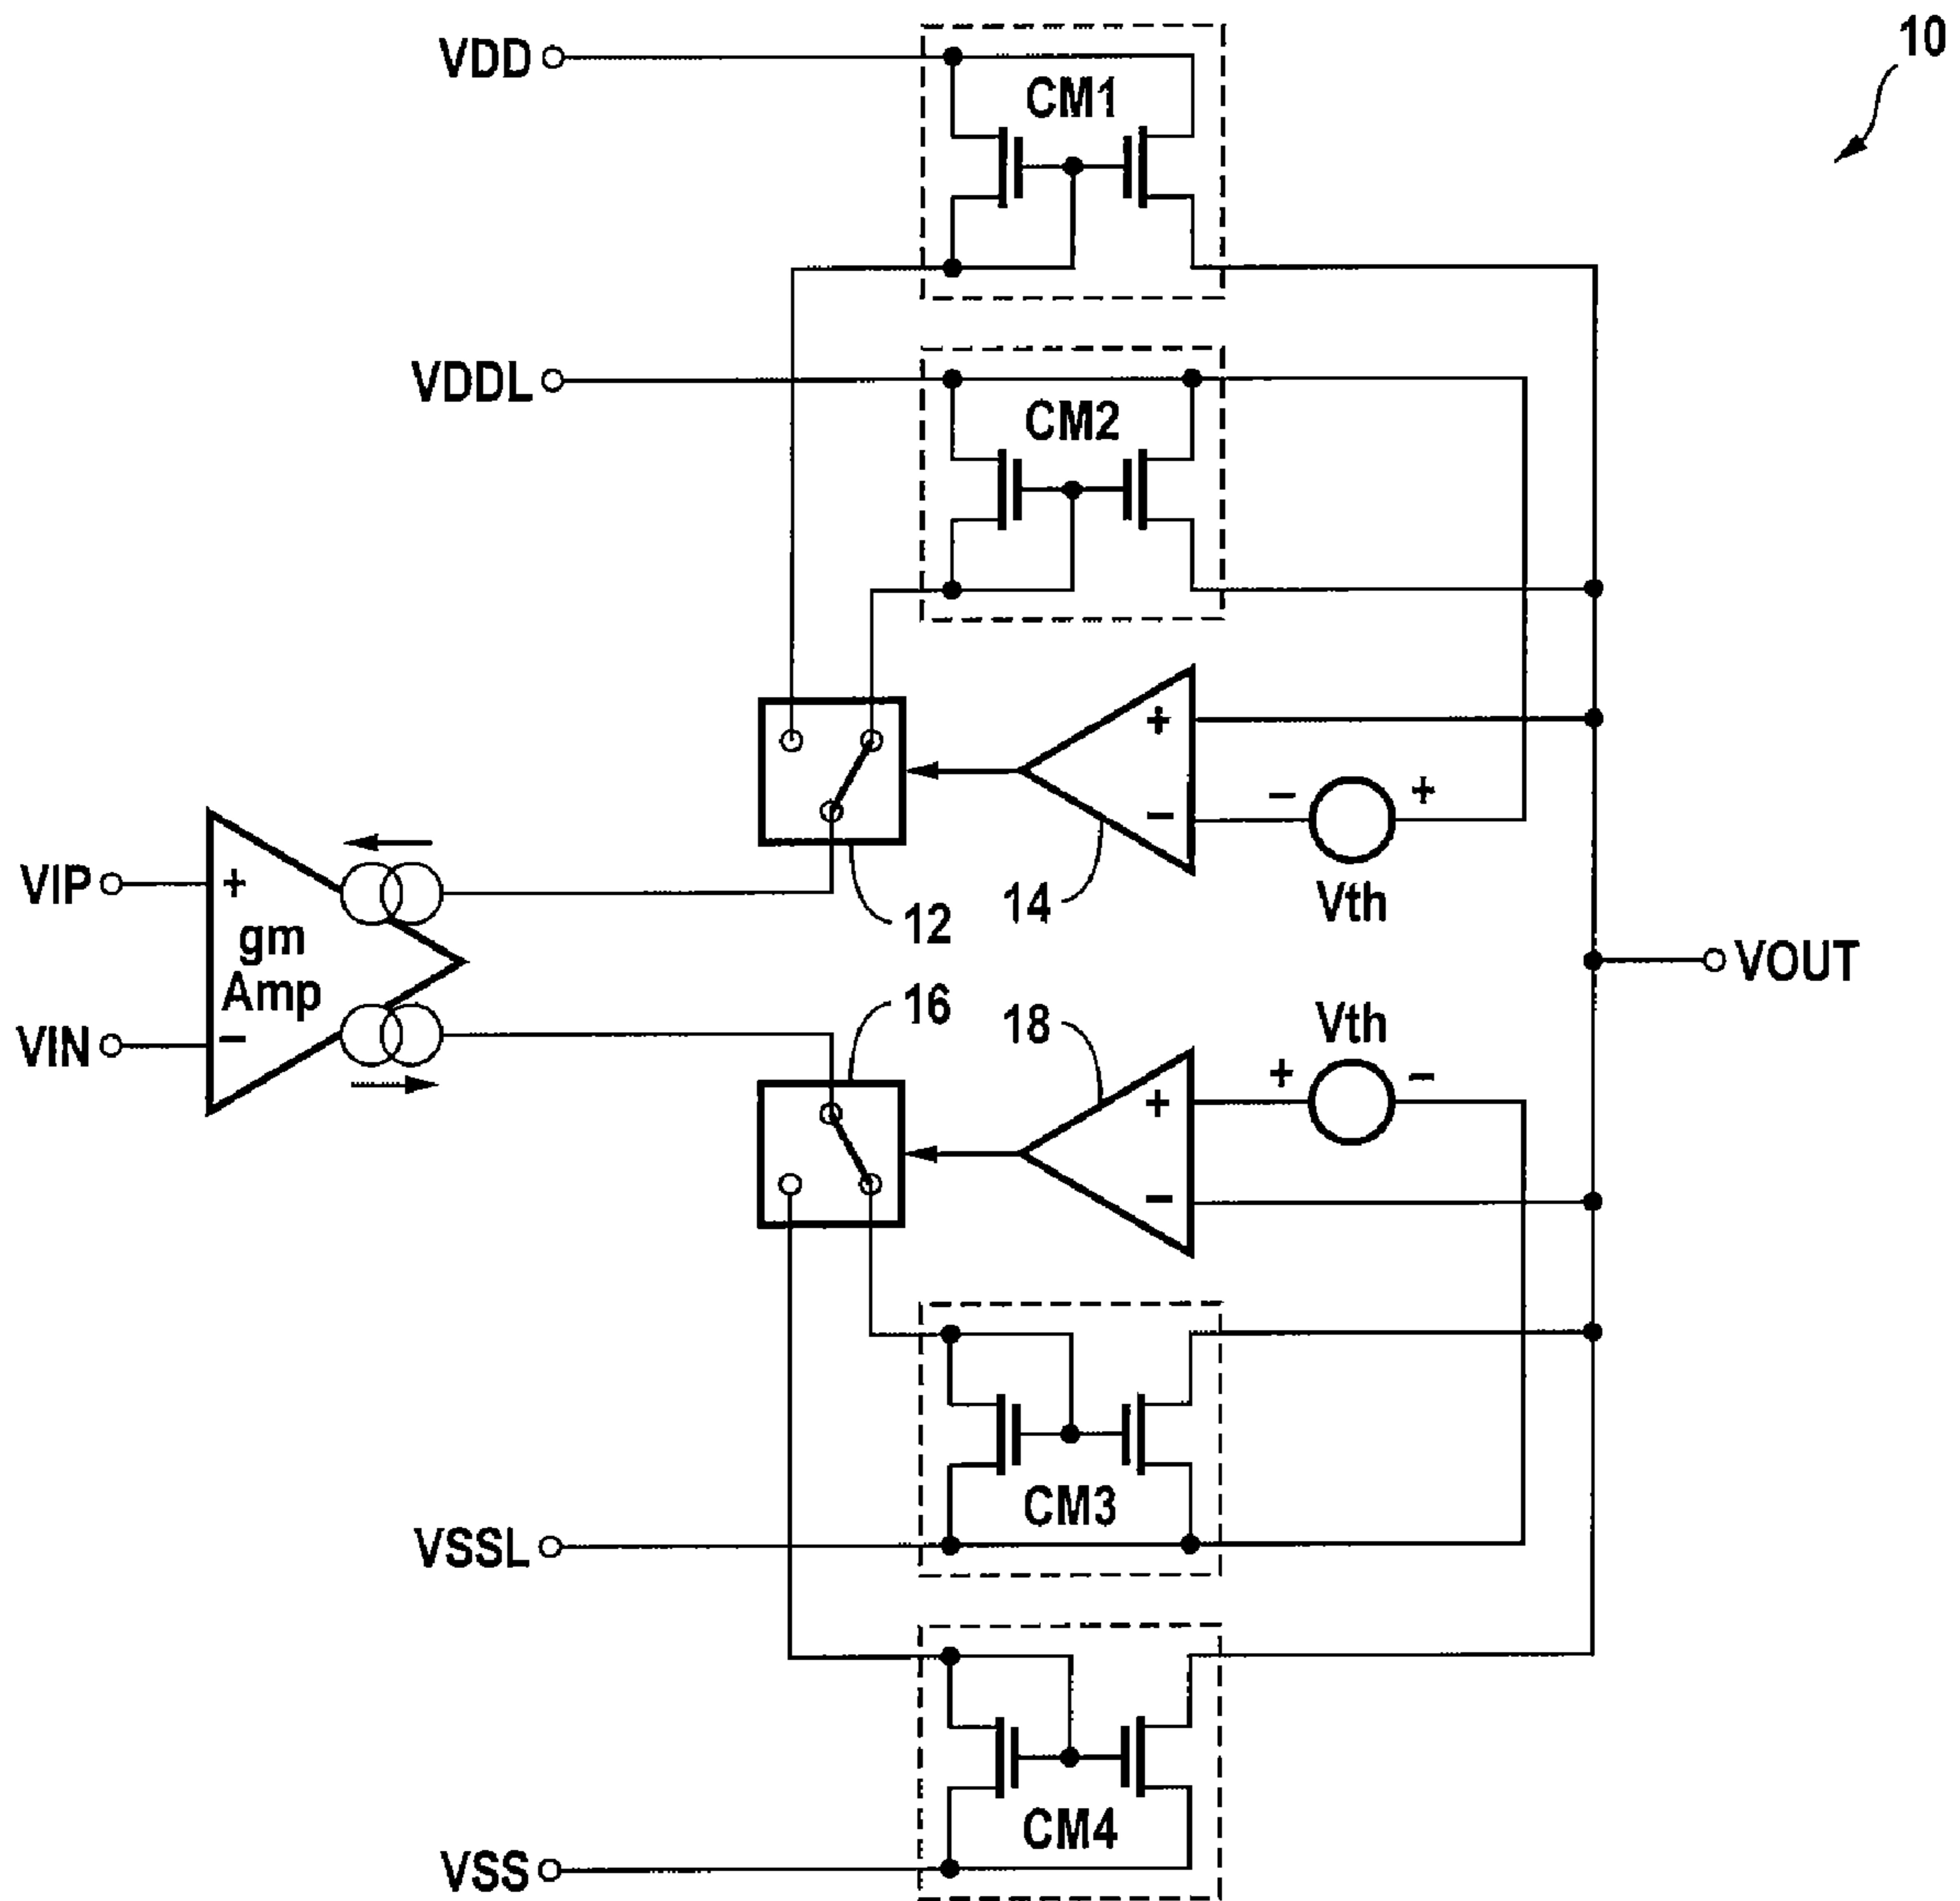 10
VDD
CM1
VDDL
CM2
+
−
− +
Vth
VIP
+
gm
Amp
−
VIN
12
14
VOUT
16
18
Vth
+ −
+
−
CM3
VSSL
CM4
VSS